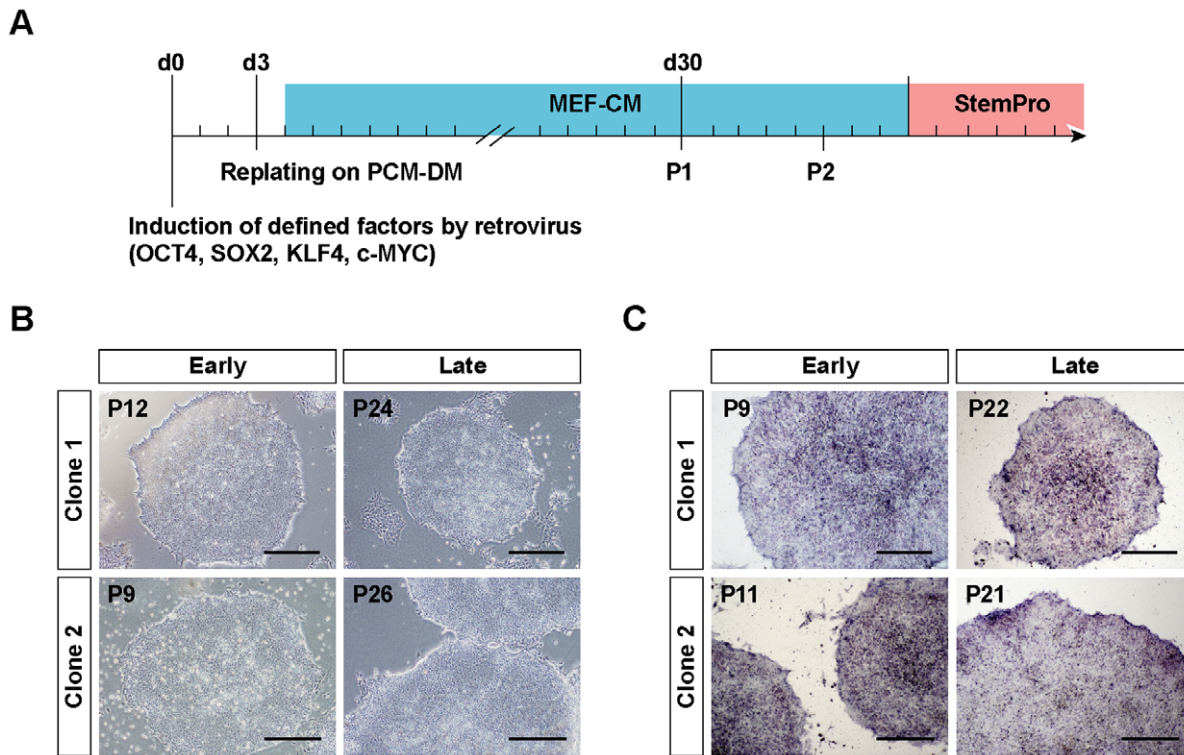 A
d0 d3 d30
MEF-CM StemPro
Replating on PCM-DM P1 P2
Induction of defined factors by retrovirus
(OCT4, SOX2, KLF4, c-MYC)
B
Early Late
Clone 1
P12 P24
Clone 2
P9 P26
C
Early Late
Clone 1
P9 P22
Clone 2
P11 P21